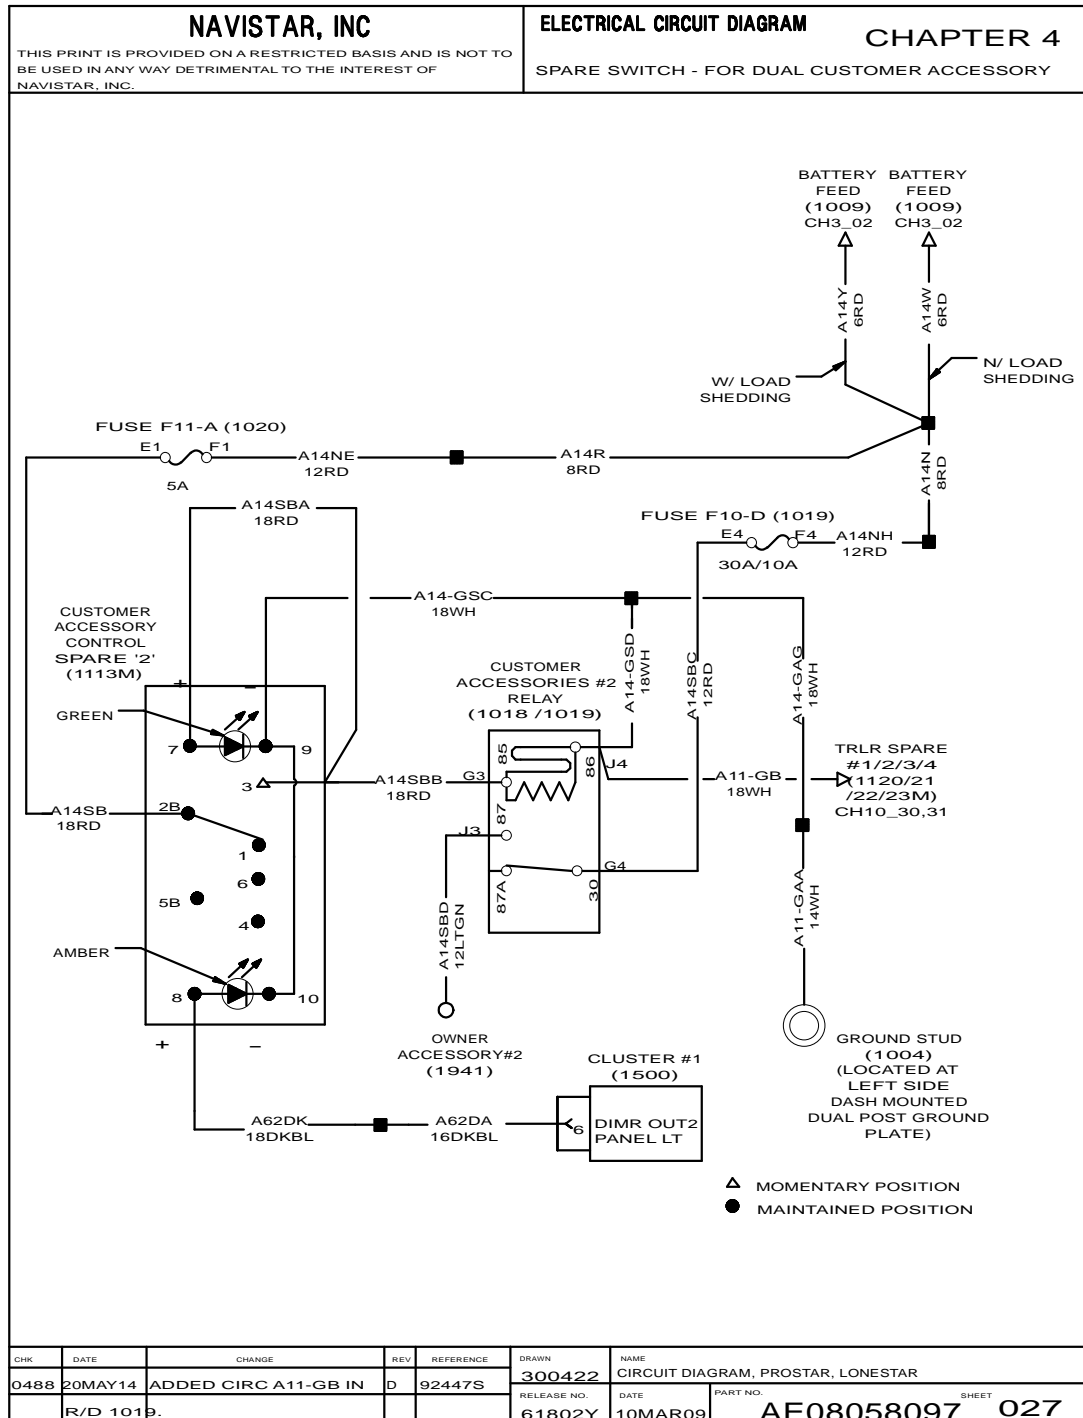 NAVISTAR, INC
THIS PRINT IS PROVIDED ON A RESTRICTED BASIS AND IS NOT TO
BE USED IN ANY WAY DETRIMENTAL TO THE INTEREST OF
NAVISTAR, INC.
ELECTRICAL CIRCUIT DIAGRAM
CHAPTER 4
SPARE SWITCH - FOR DUAL CUSTOMER ACCESSORY
BATTERY
FEED
(1009)
CH3_02
BATTERY
FEED
(1009)
CH3_02
A14Y
6RD
A14W
6RD
W/ LOAD
SHEDDING
N/ LOAD
SHEDDING
FUSE F11-A (1020)
E1
F1
5A
A14NE
12RD
A14R
8RD
A14N
8RD
A14SBA
18RD
FUSE F10-D (1019)
E4
F4
30A/10A
A14NH
12RD
A14-GSC
18WH
CUSTOMER
ACCESSORY
CONTROL
SPARE '2'
(1113M)
+
-
GREEN
7
9
3
2B
1
6
5B
4
AMBER
8
10
+
-
A14SB
18RD
A14SBB
18RD
G3
CUSTOMER
ACCESSORIES #2
RELAY
(1018 /1019)
85
86
87
87A
30
J4
J3
G4
A14-GSD
18WH
A14SBC
12RD
A14-GAG
18WH
A11-GB
18WH
TRLR SPARE
#1/2/3/4
(1120/21
/22/23M)
CH10_30,31
A14SBD
12LTGN
A11-GAA
14WH
OWNER
ACCESSORY#2
(1941)
GROUND STUD
(1004)
(LOCATED AT
LEFT SIDE
DASH MOUNTED
DUAL POST GROUND
PLATE)
CLUSTER #1
(1500)
6
DIMR OUT2
PANEL LT
A62DK
18DKBL
A62DA
16DKBL
MOMENTARY POSITION
MAINTAINED POSITION
CHK
DATE
CHANGE
REV
REFERENCE
0488
20MAY14
ADDED CIRC A11-GB IN
D
92447S
R/D 1019.
DRAWN
300422
NAME
CIRCUIT DIAGRAM, PROSTAR, LONESTAR
RELEASE NO.
61802Y
DATE
10MAR09
PART NO.
AF08058097
SHEET
027